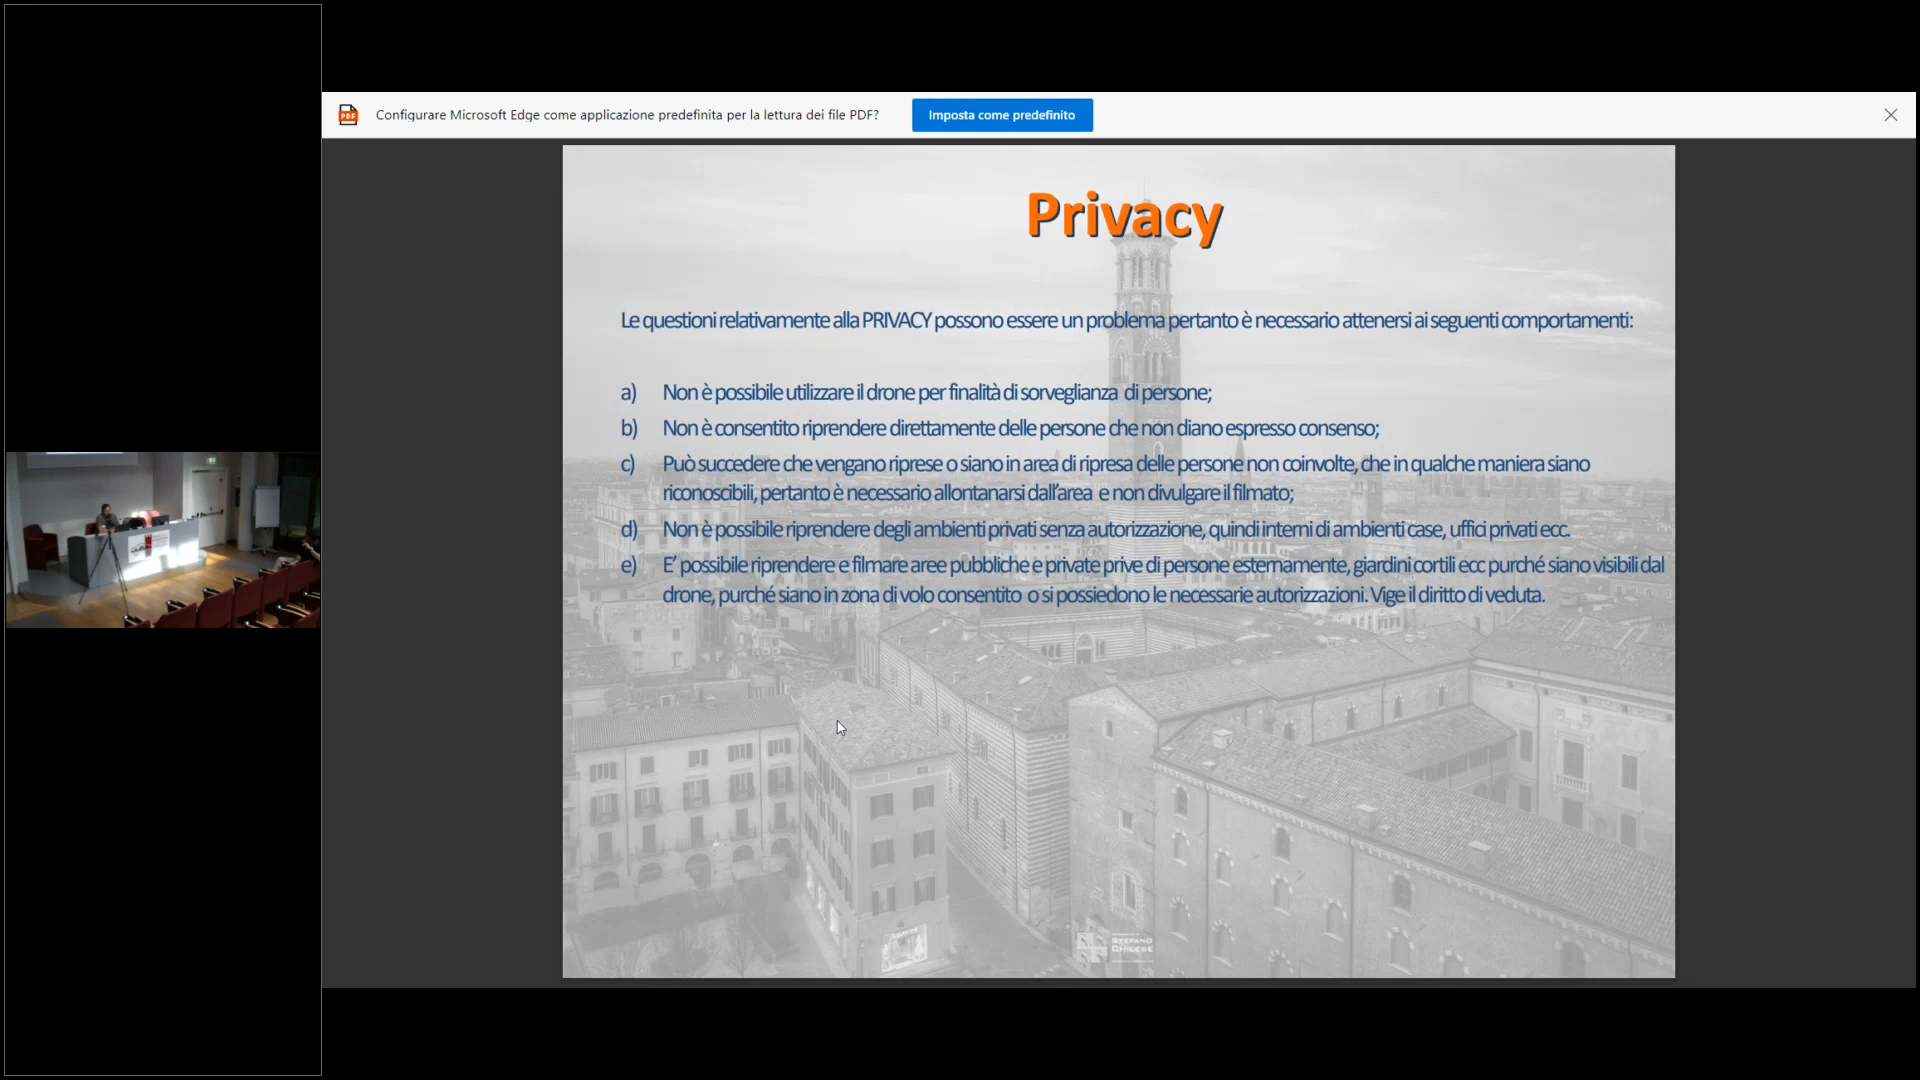 Configurare Microsoft Edge come applicazione predefinita per la lettura dei file PDF?
Imposta come predefinito
Privacy
Le questioni relativamente alla PRIVACY possono essere un problema pertanto è necessario attenersi ai seguenti comportamenti:
a) Non è possibile utilizzare il drone per finalità di sorveglianza di persone;
b) Non è consentito riprendere direttamente delle persone che non diano espresso consenso;
c) Può succedere che vengano riprese o siano in area di ripresa delle persone non coinvolte, che in qualche maniera siano
riconoscibili, pertanto è necessario allontanarsi dall'area e non divulgare il filmato;
d) Non è possibile riprendere degli ambienti privati senza autorizzazione, quindi interni di ambienti case, uffici privati ecc.
e) E' possibile riprendere e filmare aree pubbliche e private prive di persone esternamente, giardini cortili ecc purché siano visibili dal
drone, purché siano in zona di volo consentito o si possiedono le necessarie autorizzazioni. Vige il diritto di veduta.
STEFANO
CHILESE